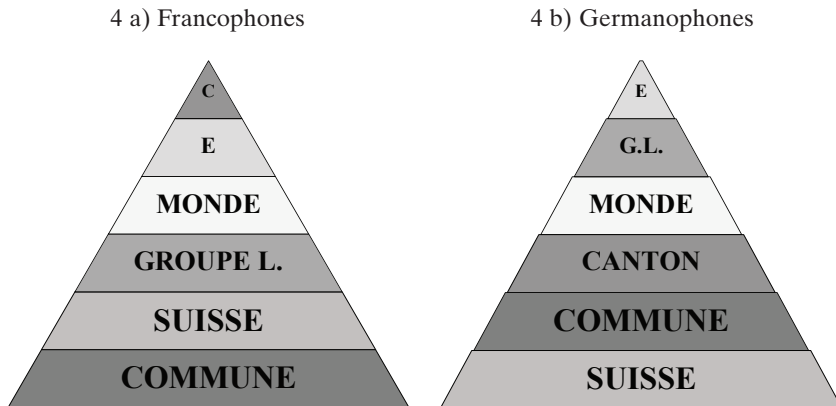 4 a) Francophones
C
E
MONDE
GROUPE L.
SUISSE
COMMUNE
4 b) Germanophones
E
G.L.
MONDE
CANTON
COMMUNE
SUISSE